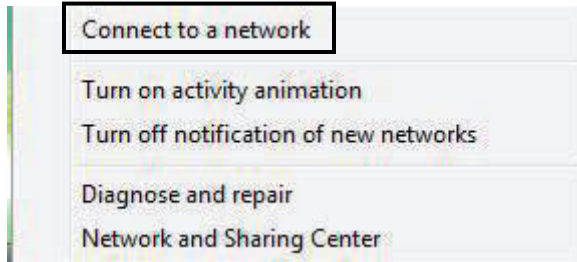 Connect to a network
Turn on activity animation
Turn off notification of new networks
Diagnose and repair
Network and Sharing Center